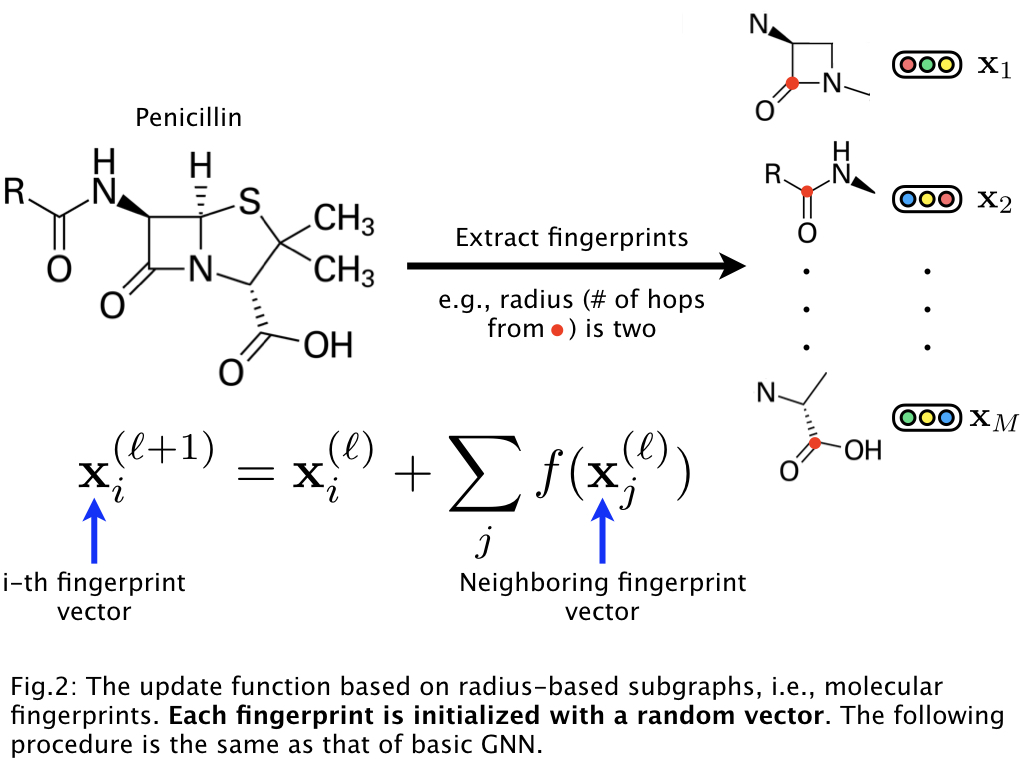 Penicillin
R
H
N
H
S
CH3
CH3
O
O
N
O
OH
Extract fingerprints
e.g., radius (# of hops
from ) is two
N
O
N
x1
R
H
N
O
x2
N
O
OH
xM
x_i^(ℓ+1) = x_i^(ℓ) + ∑_j f(x_j^(ℓ))
i-th fingerprint
vector
Neighboring fingerprint
vector
Fig.2: The update function based on radius-based subgraphs, i.e., molecular
fingerprints. Each fingerprint is initialized with a random vector. The following
procedure is the same as that of basic GNN.